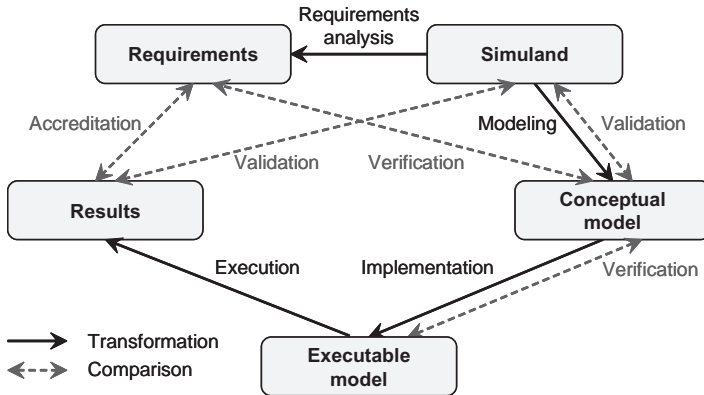 Requirements
analysis
Requirements
Simuland
Accreditation
Modeling
Validation
Validation
Verification
Results
Conceptual
model
Execution
Implementation
Verification
Transformation
Comparison
Executable
model